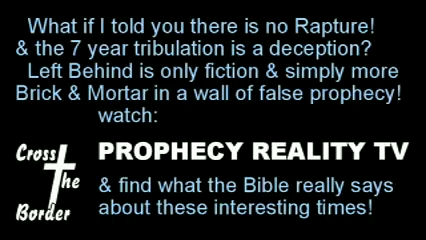 What if I told you there is no Rapture!
& the 7 year tribulation is a deception?
Left Behind is only fiction & simply more
Brick & Mortar in a wall of false prophecy!
watch:
PROPHECY REALITY TV
Cross
the
Border
& find what the Bible really says
about these interesting times!